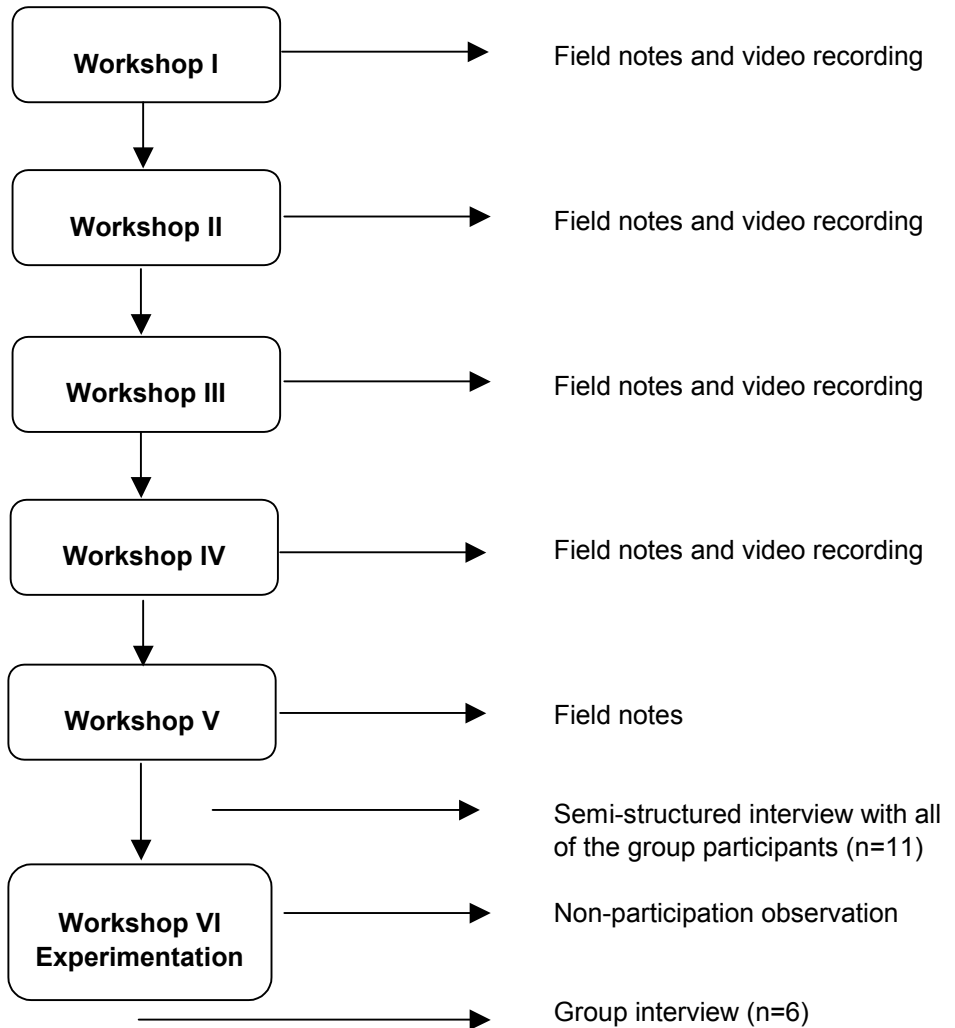 Workshop I
Field notes and video recording
Workshop II
Field notes and video recording
Workshop III
Field notes and video recording
Workshop IV
Field notes and video recording
Workshop V
Field notes
Semi-structured interview with all
of the group participants (n=11)
Workshop VI
Experimentation
Non-participation observation
Group interview (n=6)